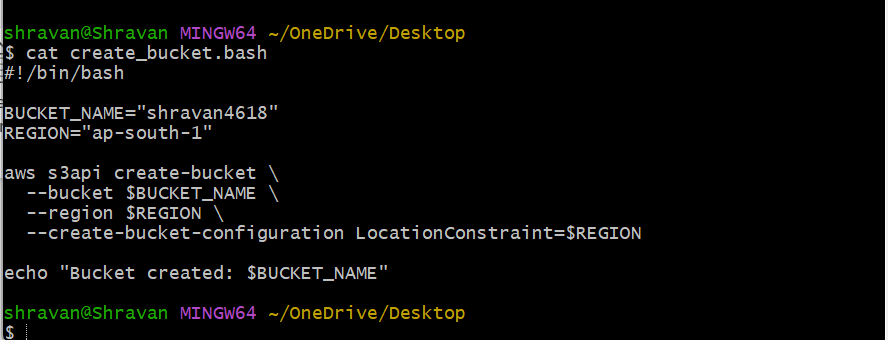 shravan@Shravan MINGW64 ~/OneDrive/Desktop
$ cat create_bucket.bash
#!/bin/bash
BUCKET_NAME="shravan4618"
REGION="ap-south-1"
aws s3api create-bucket \
  --bucket $BUCKET_NAME \
  --region $REGION \
  --create-bucket-configuration LocationConstraint=$REGION
echo "Bucket created: $BUCKET_NAME"
shravan@Shravan MINGW64 ~/OneDrive/Desktop
$